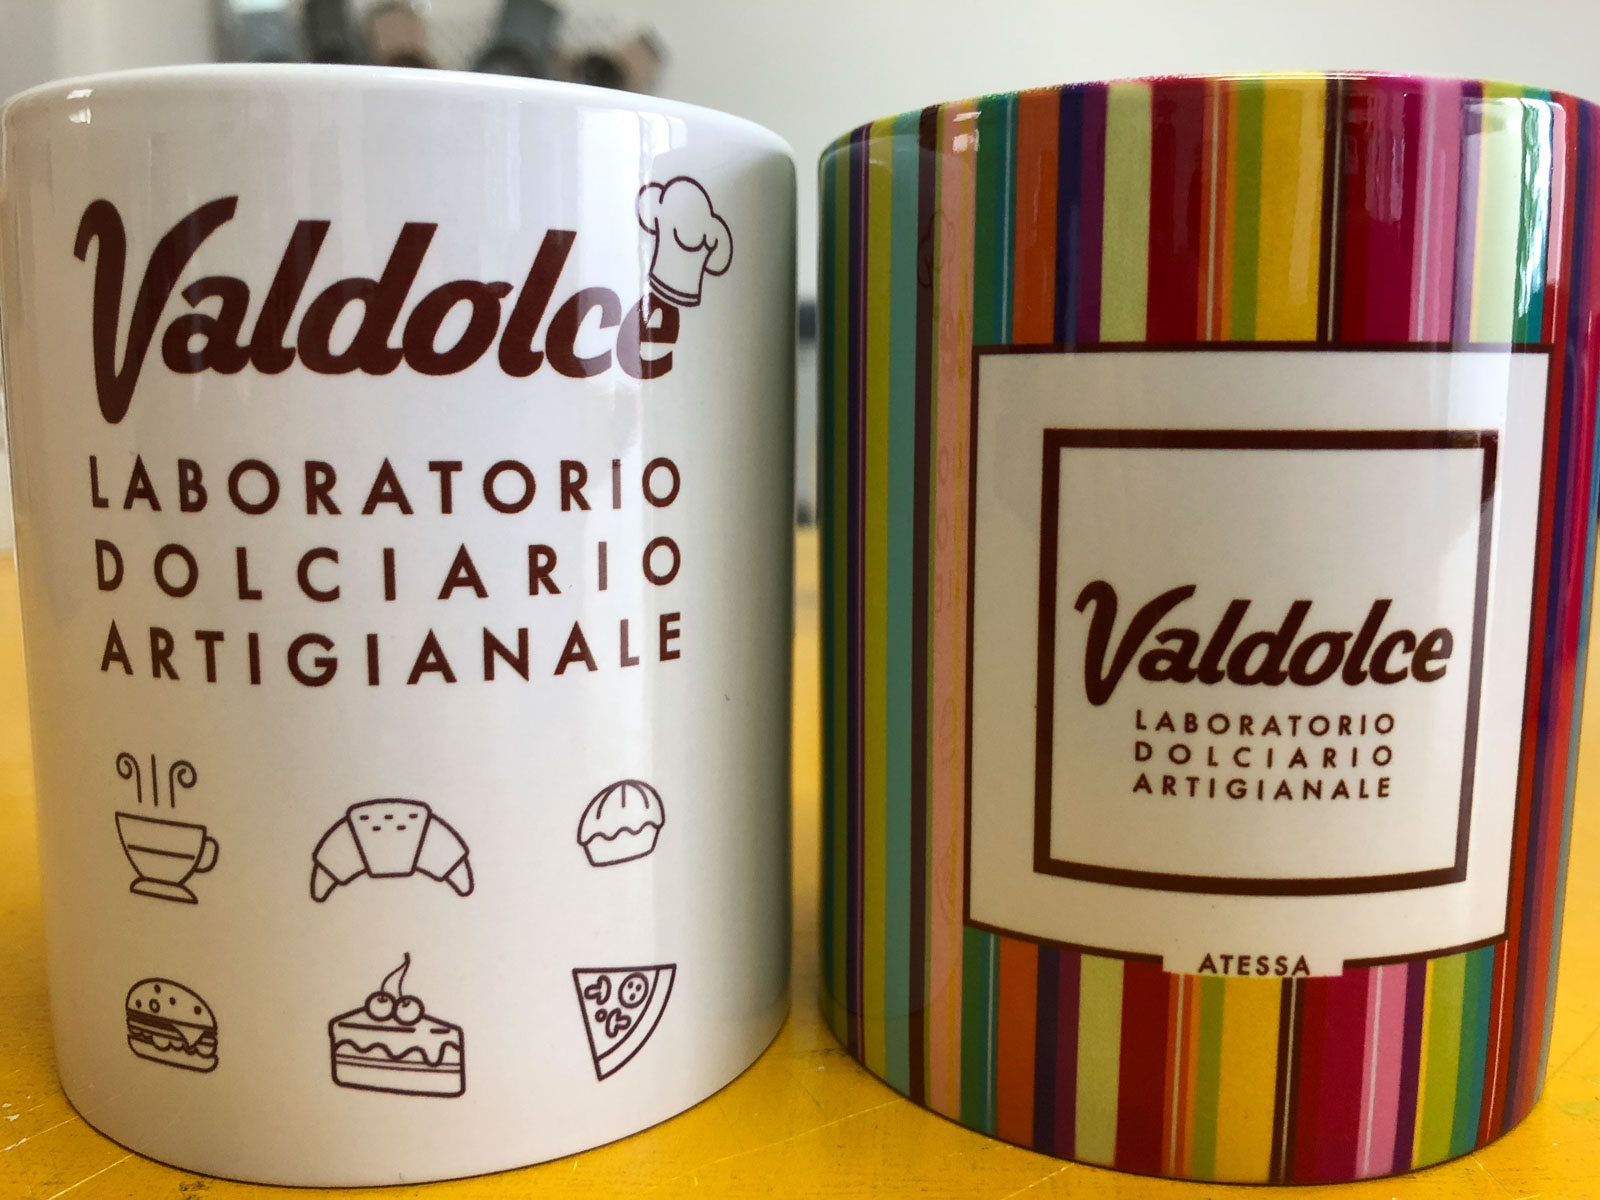 Valdolce
LABORATORIO
DOLCIARIO
ARTIGIANALE
Valdolce
LABORATORIO
DOLCIARIO
ARTIGIANALE
ATESSA